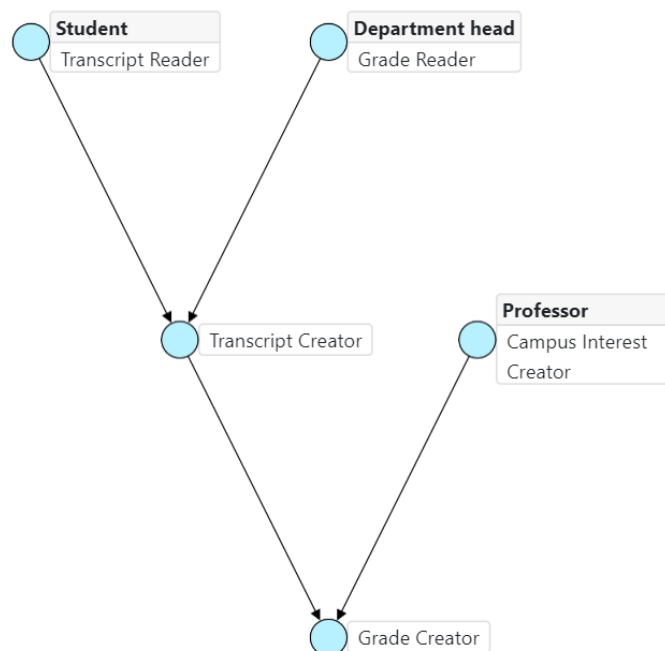 Student
Transcript Reader
Department head
Grade Reader
Transcript Creator
Professor
Campus Interest
Creator
Grade Creator